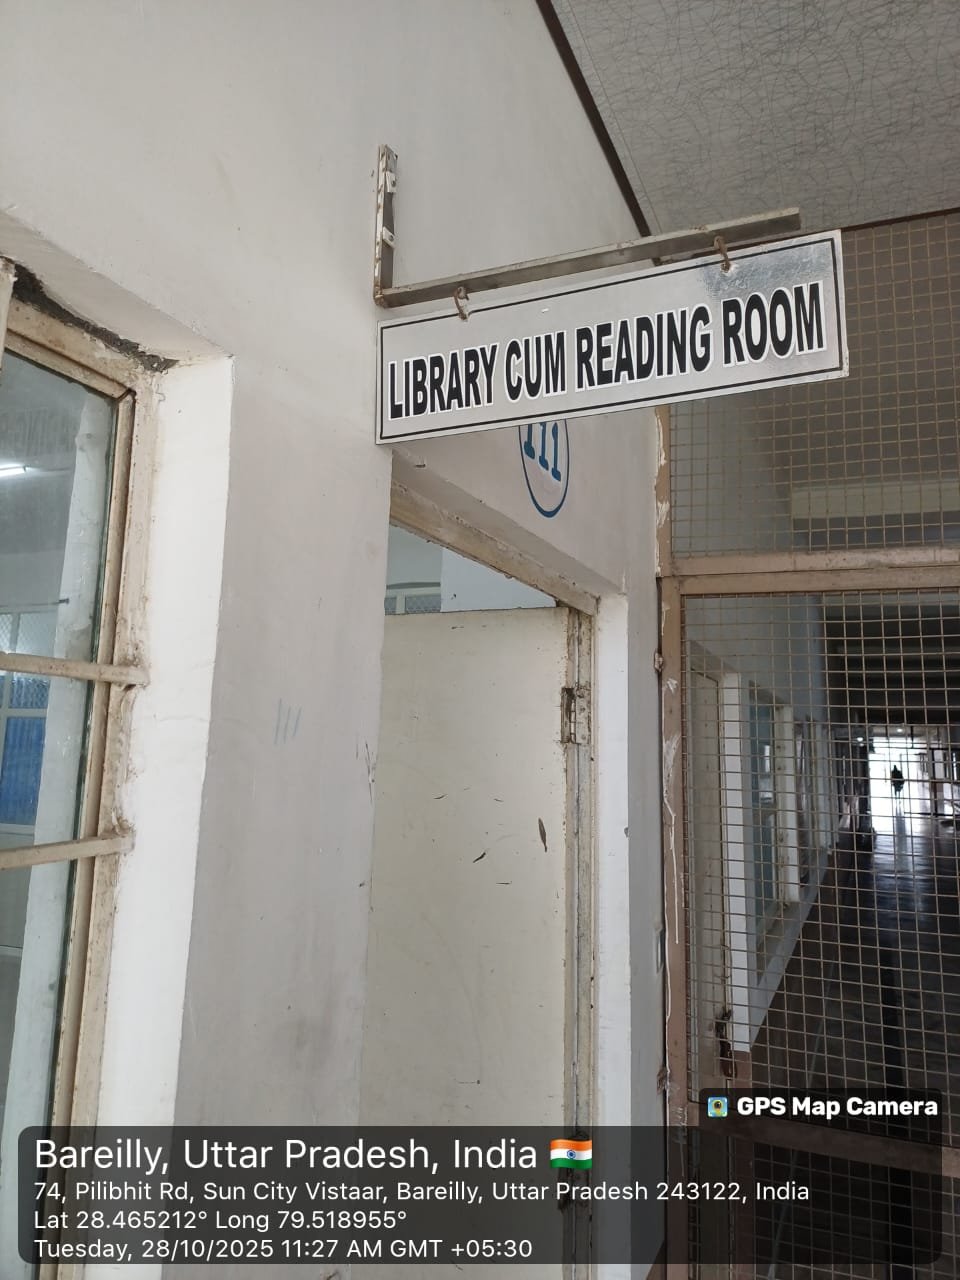 LIBRARY CUM READING ROOM
111
GPS Map Camera
Bareilly, Uttar Pradesh, India
74, Pilibhit Rd, Sun City Vistaar, Bareilly, Uttar Pradesh 243122, India
Lat 28.465212° Long 79.518955°
Tuesday, 28/10/2025 11:27 AM GMT +05:30